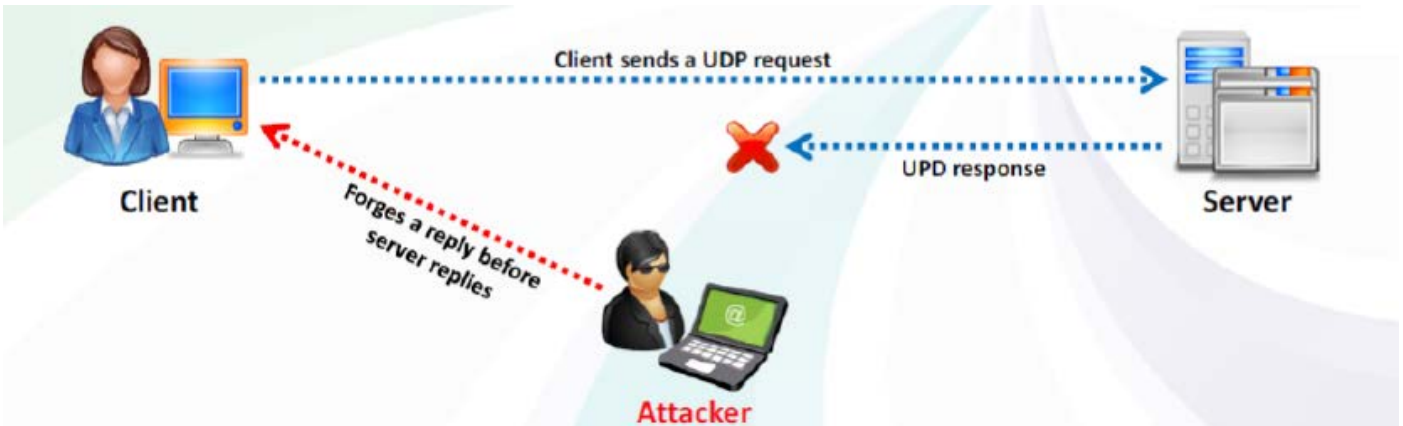 Client sends a UDP request
UPD response
Client
Server
Forges a reply before
server replies
@
Attacker